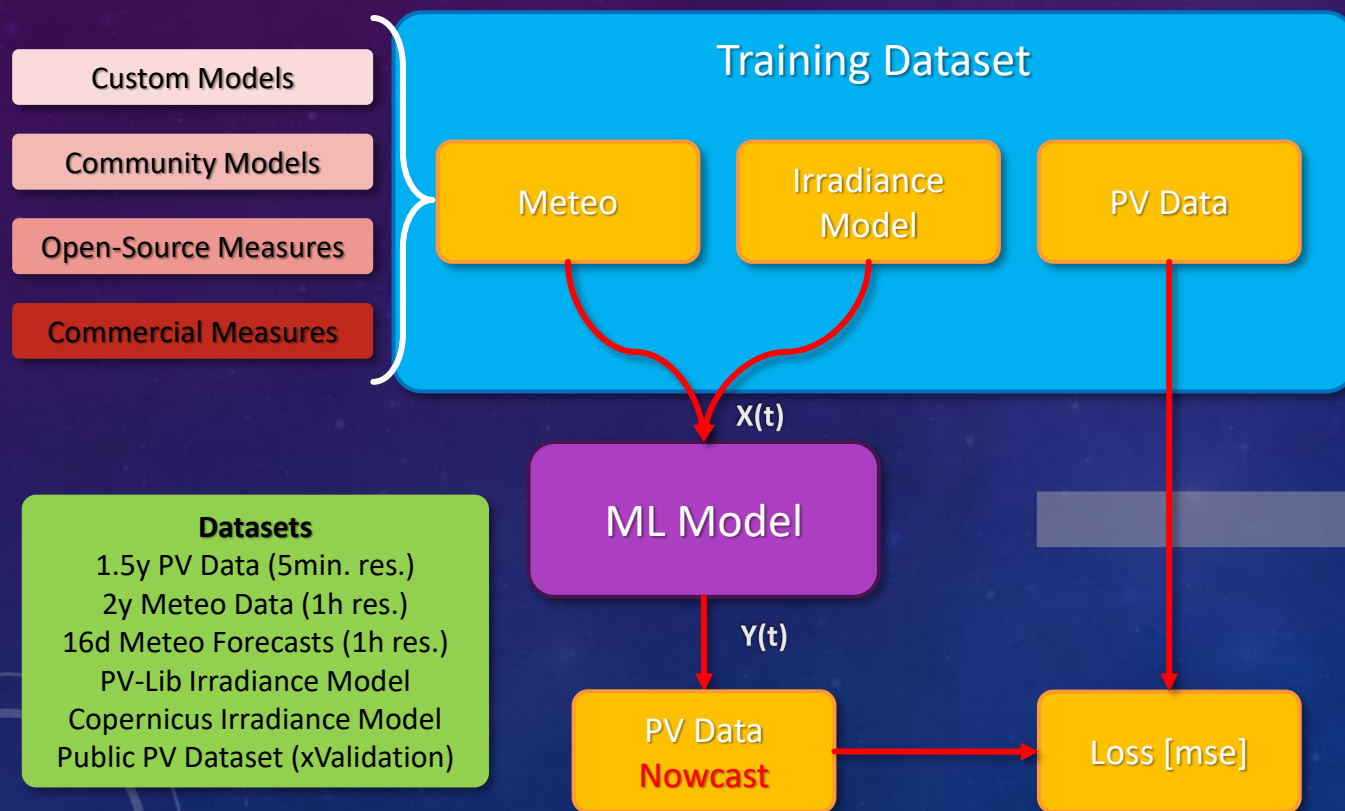 Custom Models
Community Models
Open-Source Measures
Commercial Measures
Training Dataset
Meteo
Irradiance
Model
PV Data
X(t)
ML Model
Y(t)
Datasets
1.5y PV Data (5min. res.)
2y Meteo Data (1h res.)
16d Meteo Forecasts (1h res.)
PV-Lib Irradiance Model
Copernicus Irradiance Model
Public PV Dataset (xValidation)
PV Data
Nowcast
Loss [mse]